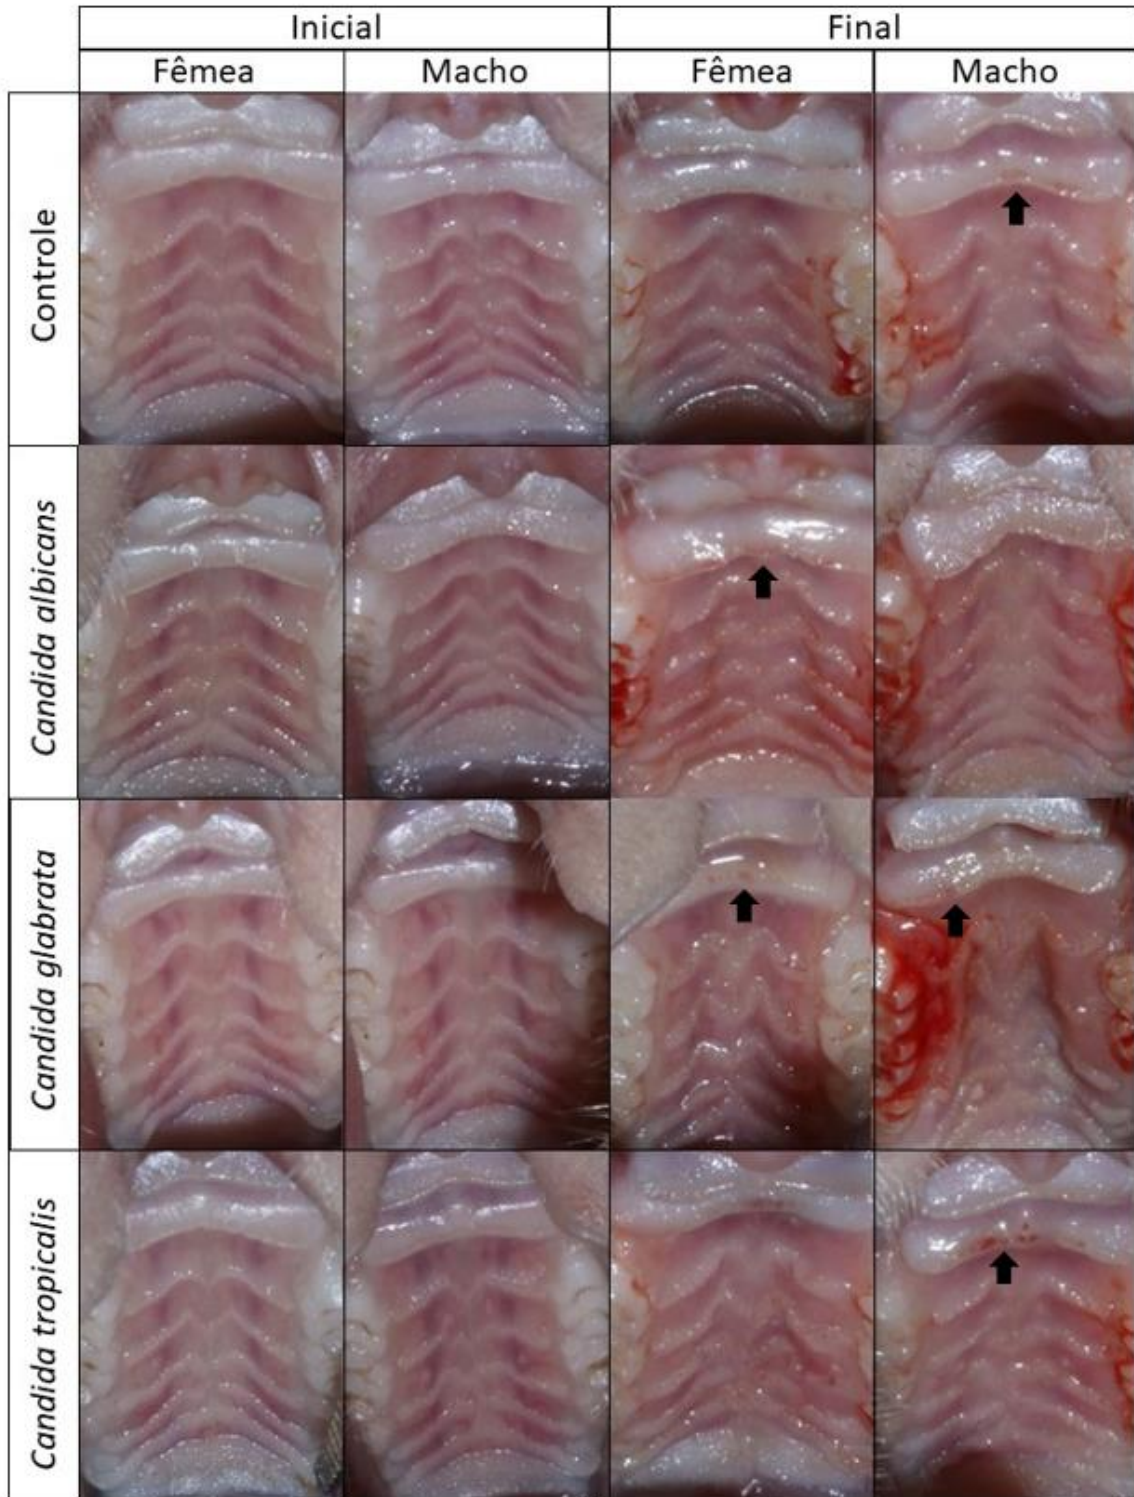 Inicial Final
Fêmea Macho Fêmea Macho
Controle
Candida albicans
Candida glabrata
Candida tropicalis